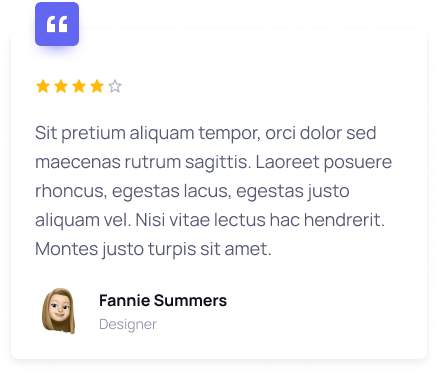 Sit pretium aliquam tempor, orci dolor sed
maecenas rutrum sagittis. Laoreet posuere
rhoncus, egestas lacus, egestas justo
aliquam vel. Nisi vitae lectus hac hendrerit.
Montes justo turpis sit amet.
Fannie Summers
Designer